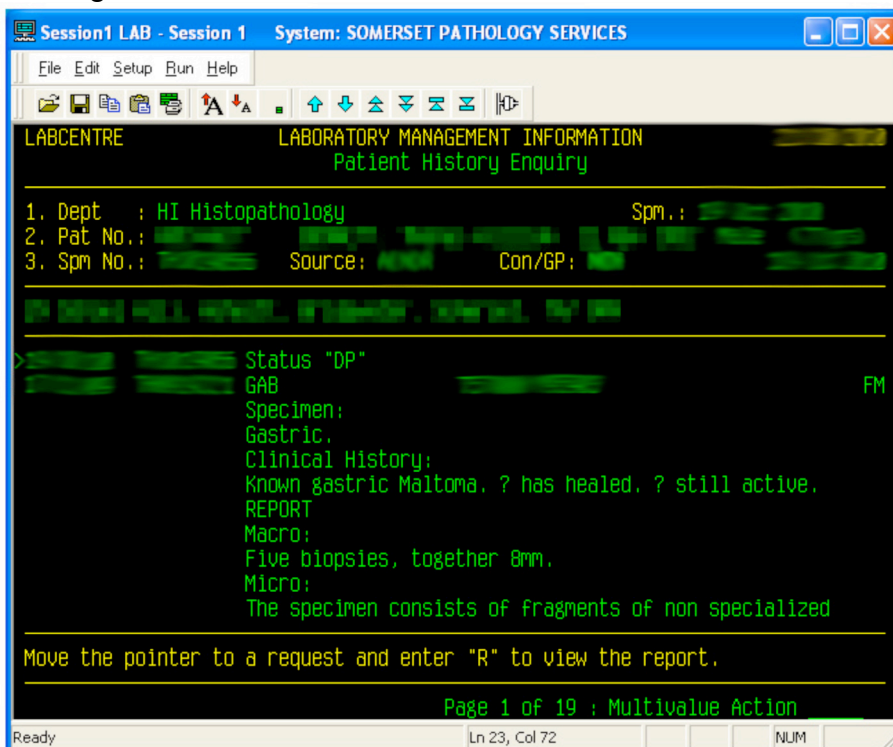 Session1 LAB - Session 1 System: SOMERSET PATHOLOGY SERVICES
File Edit Setup Run Help
LABCENTRE LABORATORY MANAGEMENT INFORMATION
Patient History Enquiry
1. Dept : HI Histopathology Spm.:
2. Pat No.:
3. Spm No.: Source: Con/GP:
>Status "DP"
GAB FM
Specimen:
Gastric.
Clinical History:
Known gastric Maltoma. ? has healed. ? still active.
REPORT
Macro:
Five biopsies, together 8mm.
Micro:
The specimen consists of fragments of non specialized
Move the pointer to a request and enter "R" to view the report.
Page 1 of 19 : Multivalue Action
Ready Ln 23, Col 72 NUM